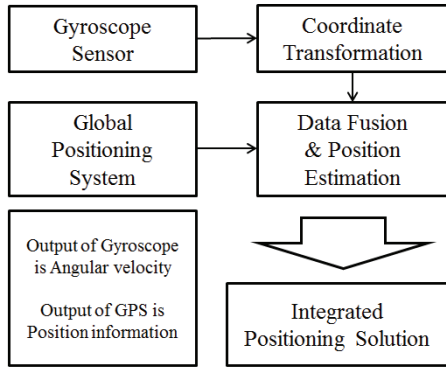 Gyroscope
Sensor
Coordinate
Transformation
Global
Positioning
System
Data Fusion
& Position
Estimation
Output of Gyroscope
is Angular velocity
Output of GPS is
Position information
Integrated
Positioning Solution